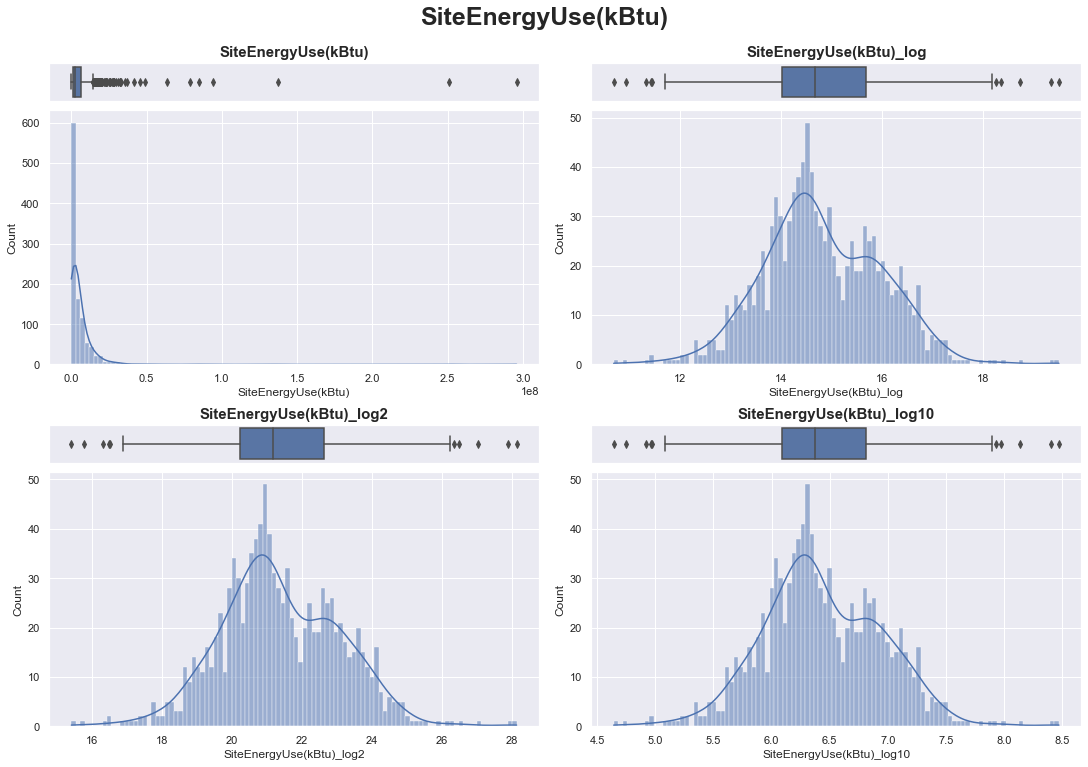 SiteEnergyUse(kBtu)
SiteEnergyUse(kBtu)
600
500
400
300
200
100
0
Count
0.0 0.5 1.0 1.5 2.0 2.5 3.0
1e8
SiteEnergyUse(kBtu)
SiteEnergyUse(kBtu)_log
50
40
30
20
10
0
Count
12 14 16 18
SiteEnergyUse(kBtu)_log
SiteEnergyUse(kBtu)_log2
50
40
30
20
10
0
Count
16 18 20 22 24 26 28
SiteEnergyUse(kBtu)_log2
SiteEnergyUse(kBtu)_log10
50
40
30
20
10
0
Count
4.5 5.0 5.5 6.0 6.5 7.0 7.5 8.0 8.5
SiteEnergyUse(kBtu)_log10